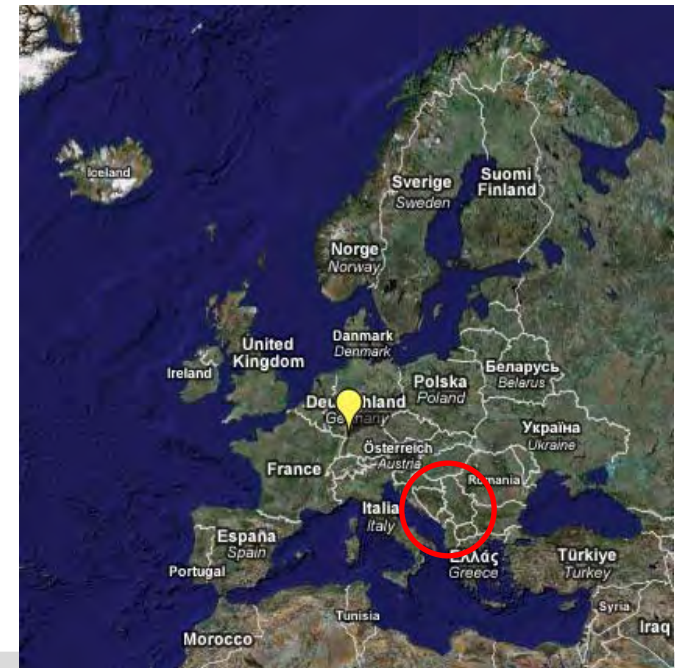 Iceland
Sverige
Sweden
Suomi
Finland
Norge
Norway
United
Kingdom
Ireland
Danmark
Denmark
Беларусь
Belarus
Polska
Poland
Україна
Ukraine
Österreich
Austria
France
Romania
Italia
Italy
España
Spain
Portugal
Greece
Türkiye
Turkey
Tunisia
Syria
Iraq
Morocco